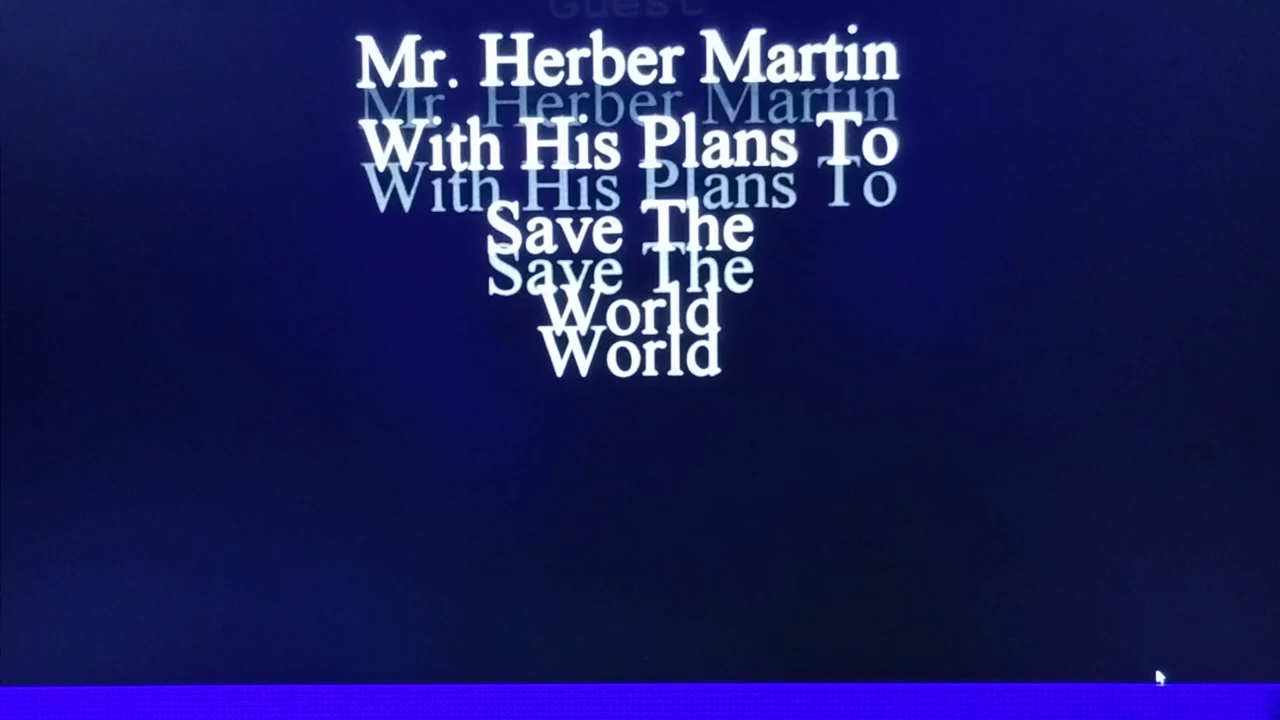 Guest
Mr. Herber Martin
Mr. Herber Martin
With His Plans To
With His Plans To
Save The
Save The
World
World